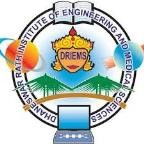 DHANESWAR RATH INSTITUTE OF ENGINEERING AND MEDICAL SCIENCES
DRIEMS